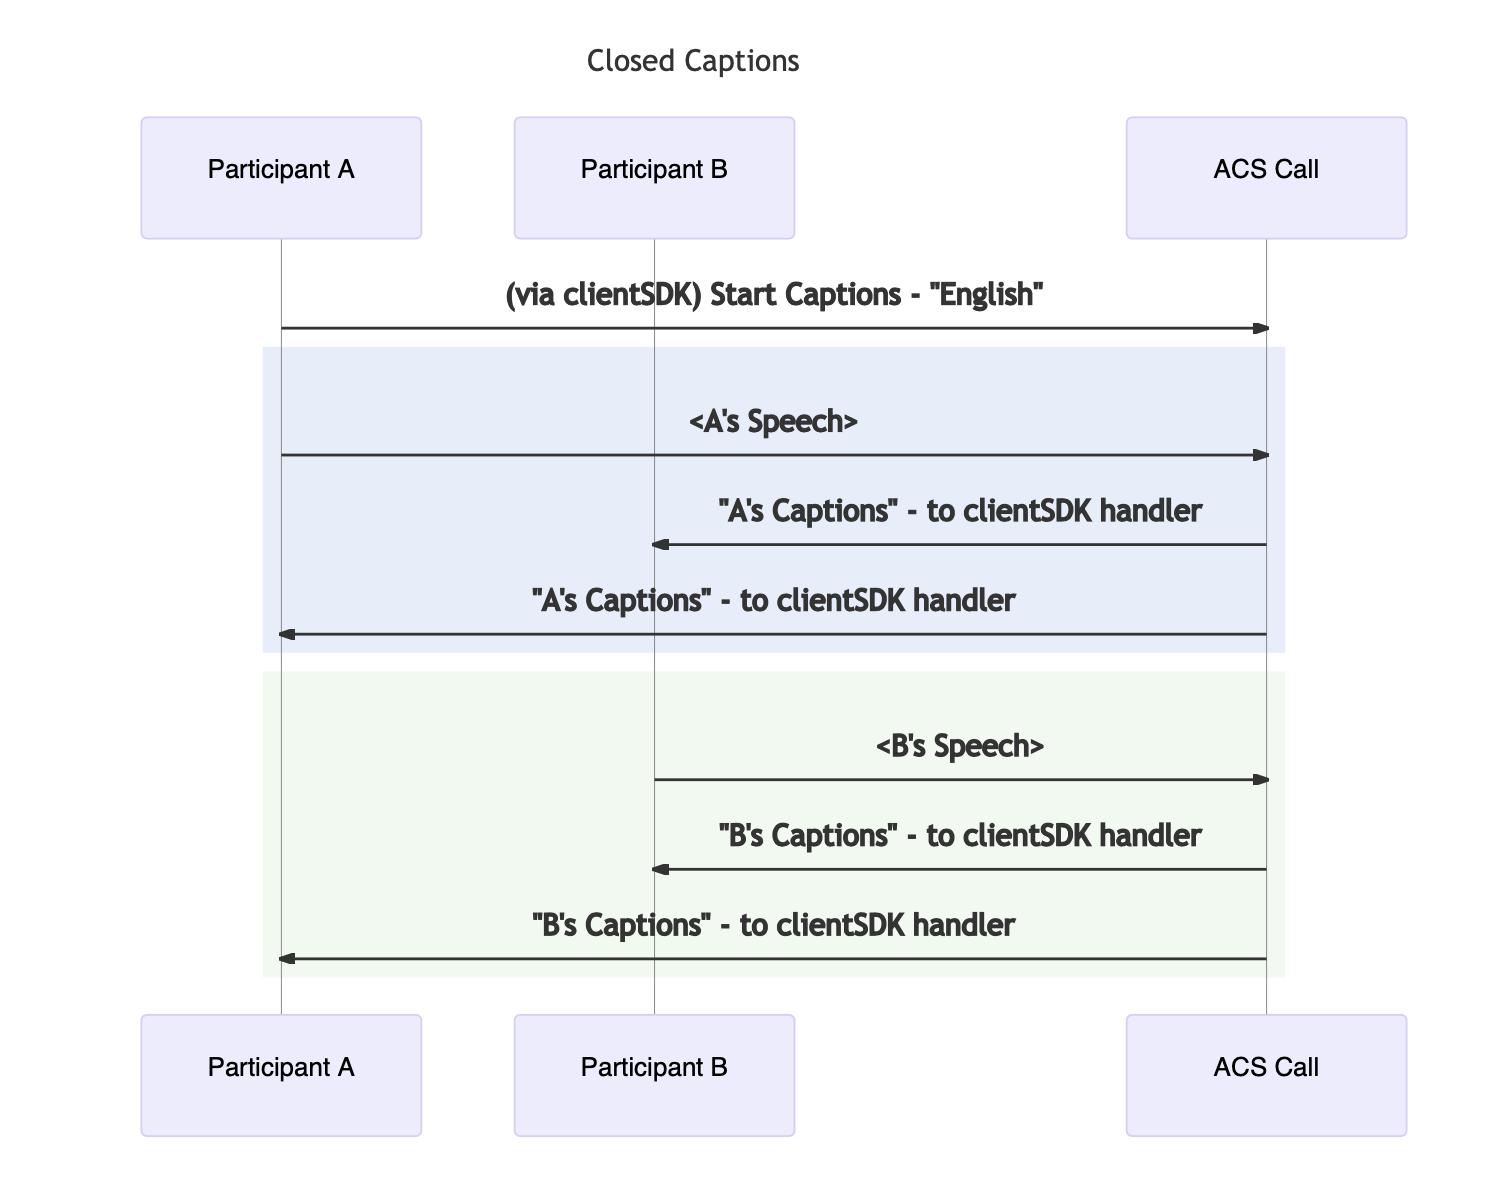 Closed Captions
Participant A
Participant B
ACS Call
(via clientSDK) Start Captions - "English"
<A's Speech>
"A's Captions" - to clientSDK handler
"A's Captions" - to clientSDK handler
<B's Speech>
"B's Captions" - to clientSDK handler
"B's Captions" - to clientSDK handler
Participant A
Participant B
ACS Call